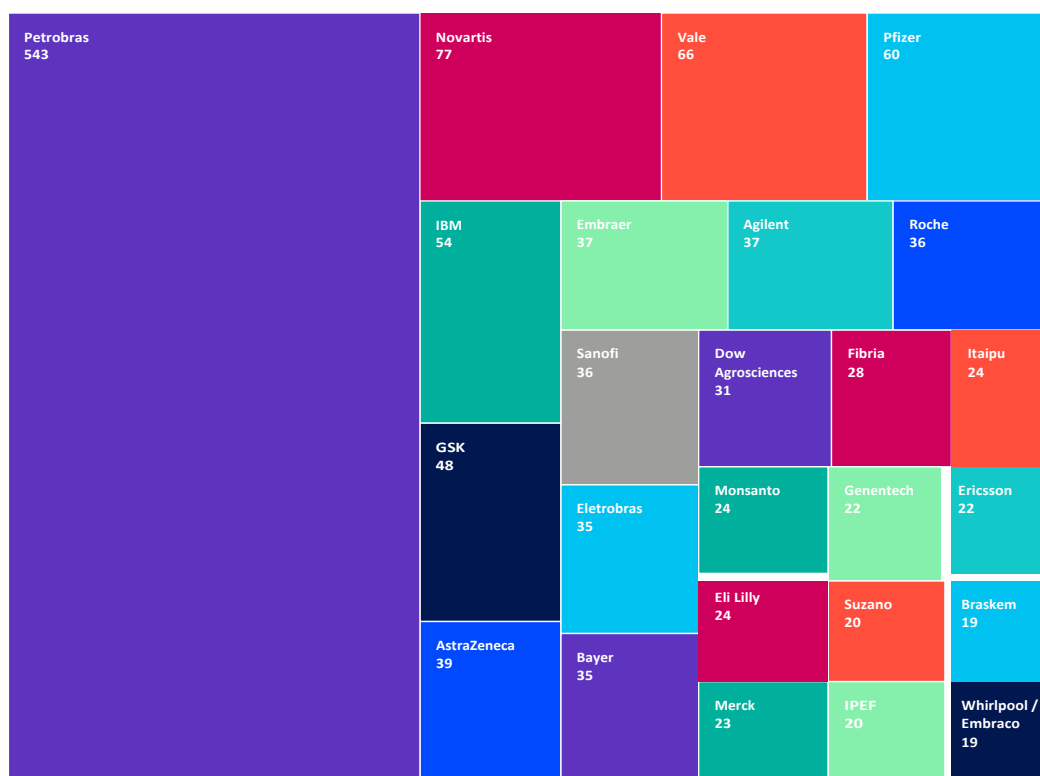 Petrobras
543
Novartis
77
Vale
66
Pfizer
60
IBM
54
Embraer
37
Agilent
37
Roche
36
Sanofi
36
Dow
Agrosciences
31
Fibria
28
Itaipu
24
GSK
48
Monsanto
24
Genentech
22
Ericsson
22
Eletrobras
35
Eli Lilly
24
Suzano
20
Braskem
19
AstraZeneca
39
Bayer
35
Merck
23
IPEF
20
Whirlpool /
Embraco
19